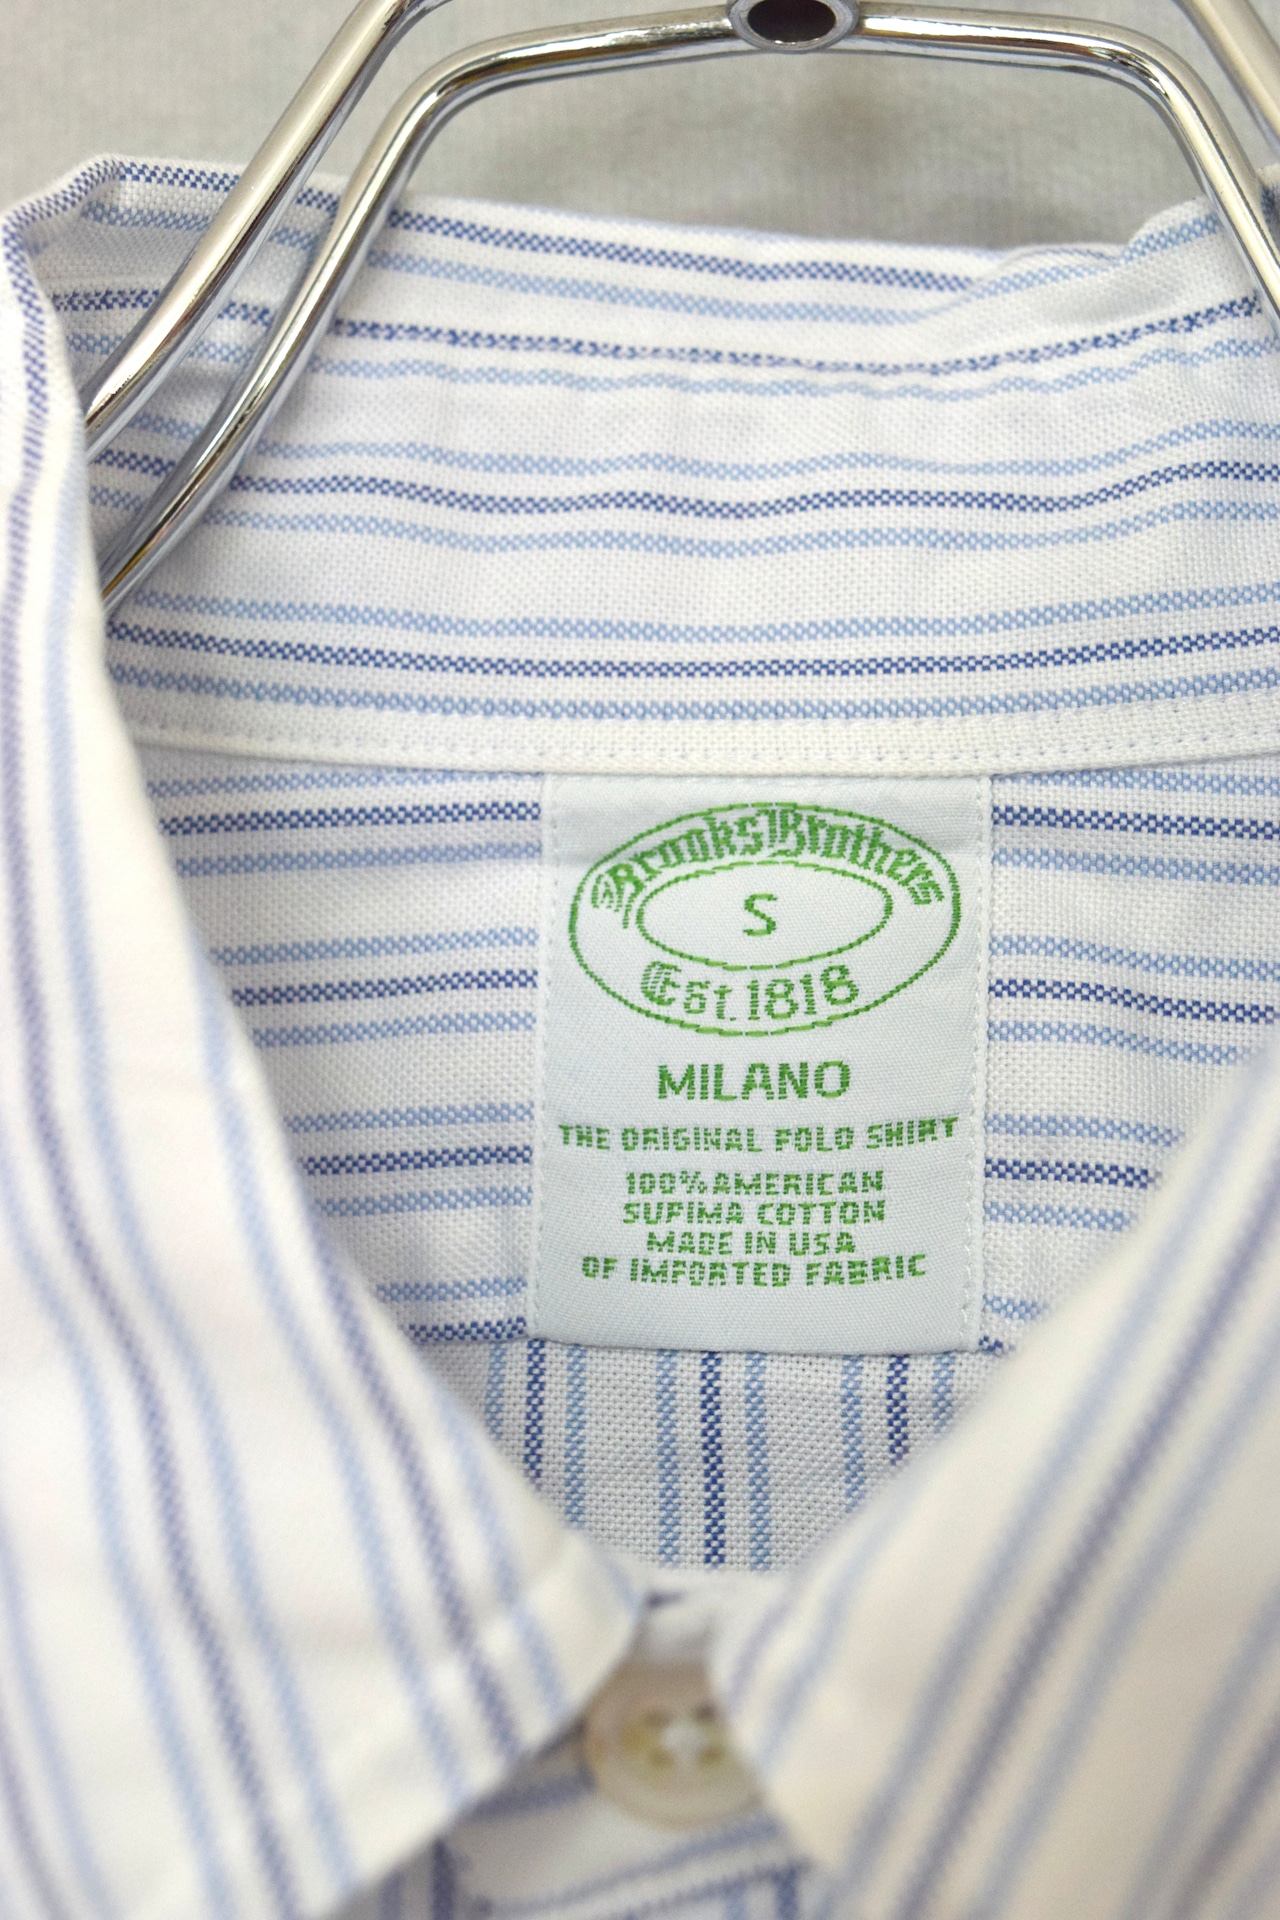 Brooks Brothers
S
Est. 1818
MILANO
THE ORIGINAL POLO SHIRT
100% AMERICAN
SUPIMA COTTON
MADE IN USA
OF IMPORTED FABRIC